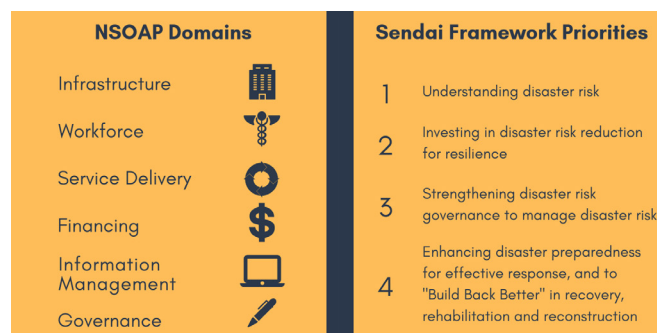 NSOAP Domains
Infrastructure
Workforce
Service Delivery
$
Financing
Information
Management
Governance
Sendai Framework Priorities
1
Understanding disaster risk
2
Investing in disaster risk reduction
for resilience
3
Strengthening disaster risk
governance to manage disaster risk
4
Enhancing disaster preparedness
for effective response, and to
"Build Back Better" in recovery,
rehabilitation and reconstruction